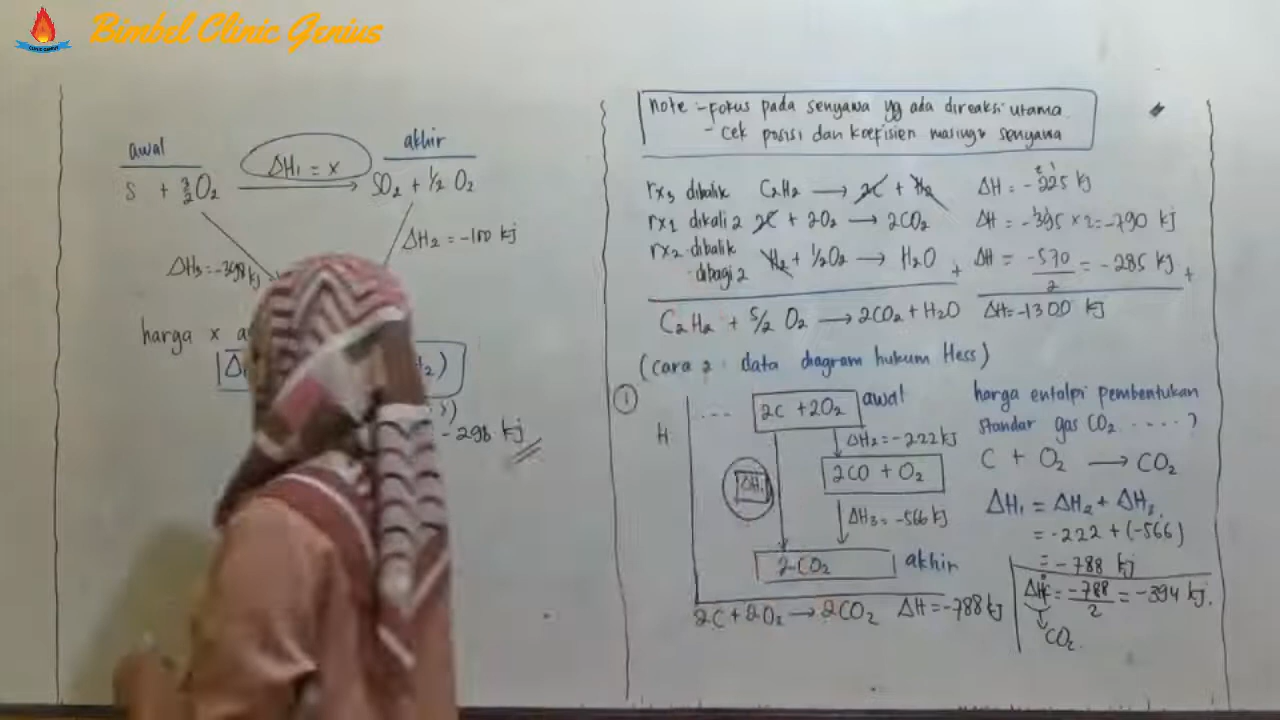 Bimbel Clinic Genius
awal
akhir
ΔH₁ = x
S + 3/2 O₂ ⟶ SO₂ + 1/2 O₂
ΔH₂ = -100 kj
ΔH₃ = -398 kj
harga x
- 298 kj
note : - fokus pada senyawa yg ada direaksi utama
- cek posisi dan koefisien masing² senyawa
rx₃ dibalik C₂H₂ ⟶ 2C + H₂ ΔH = -225 kj
rx₁ dikali 2 2C + 2O₂ ⟶ 2CO₂ ΔH = -395 x 2 = -790 kj
rx₂ dibalik dibagi 2 H₂ + 1/2O₂ ⟶ H₂O + ΔH = -570/2 = -285 kj +
C₂H₂ + 5/2 O₂ ⟶ 2CO₂ + H₂O ΔH = -1300 kj
(cara 2 : data diagram hukum Hess)
1
H
.... 2C + 2O₂ awal
ΔH₂ = -222 kj
2CO + O₂
ΔH₁
ΔH₃ = -566 kj
2CO₂ akhir
2C + 2O₂ → 2CO₂ ΔH = -788 kj
harga entalpi pembentukan
standar gas CO₂ ..... ?
C + O₂ ⟶ CO₂
ΔH₁ = ΔH₂ + ΔH₃
= -222 + (-566)
= -788 kj
= -788/2 = -394 kj.
CO₂